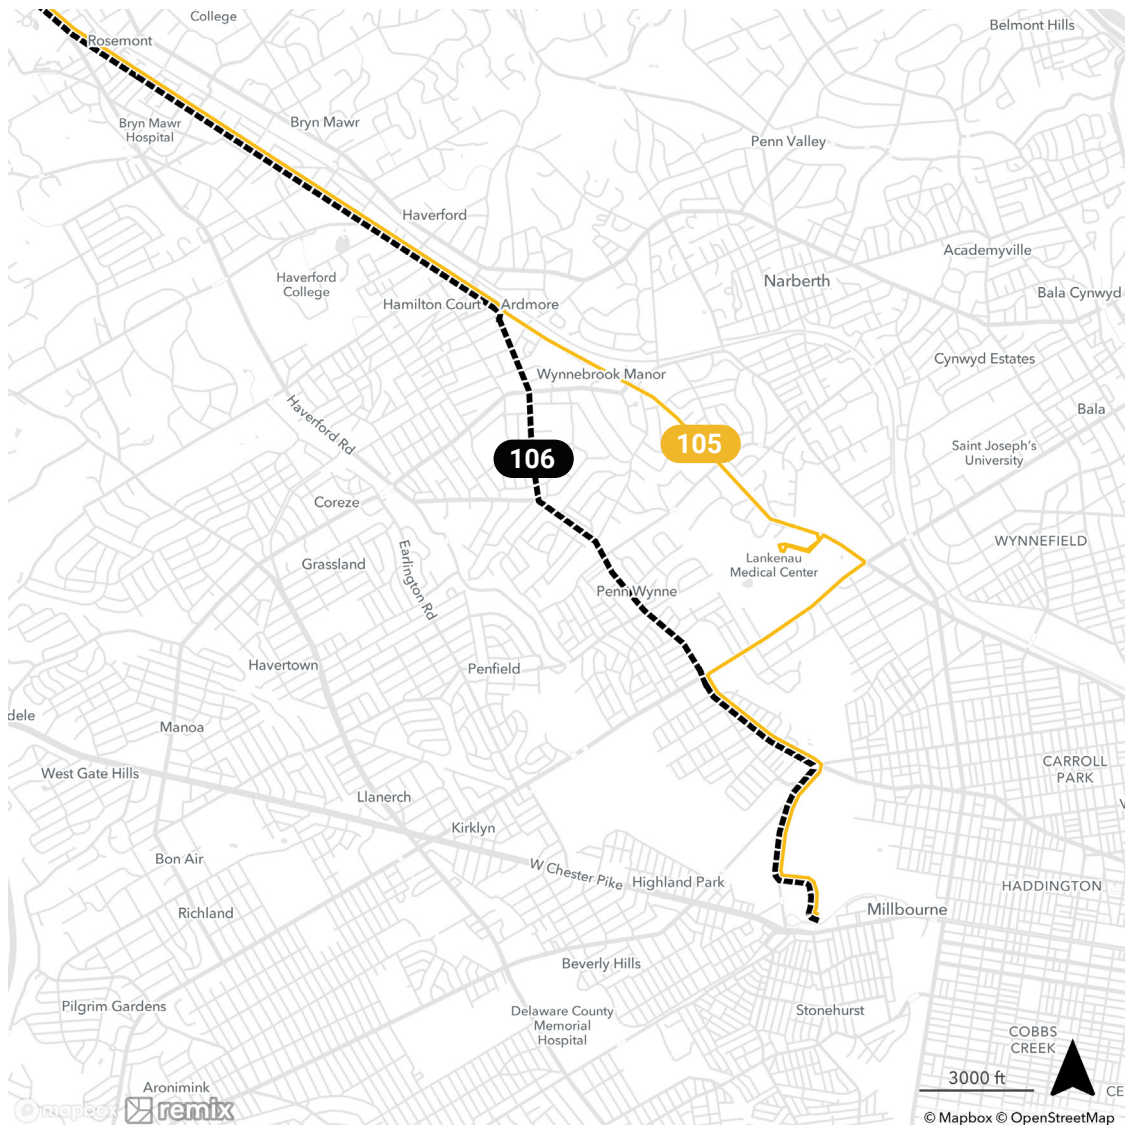 College
Belmont Hills
Rosemont
Bryn Mawr
Hospital
Bryn Mawr
Penn Valley
Haverford
Academyville
Haverford
College
Narberth
Bala Cynwyd
Hamilton Court
Ardmore
Cynwyd Estates
Wynnebrook Manor
Bala
Haverford Rd
105
106
Saint Joseph's
University
Coreze
WYNNEFIELD
Earlington Rd
Grassland
Lankenau
Medical Center
Penn Wynne
Havertown
Penfield
dele
Manoa
West Gate Hills
CARROLL
PARK
Llanerch
V
Kirklyn
Bon Air
W Chester Pike
Highland Park
HADDINGTON
Richland
Millbourne
Beverly Hills
Pilgrim Gardens
Delaware County
Memorial
Hospital
Stonehurst
COBBS
CREEK
3000 ft
Aronimink
CE
mapbox
remix
© Mapbox © OpenStreetMap